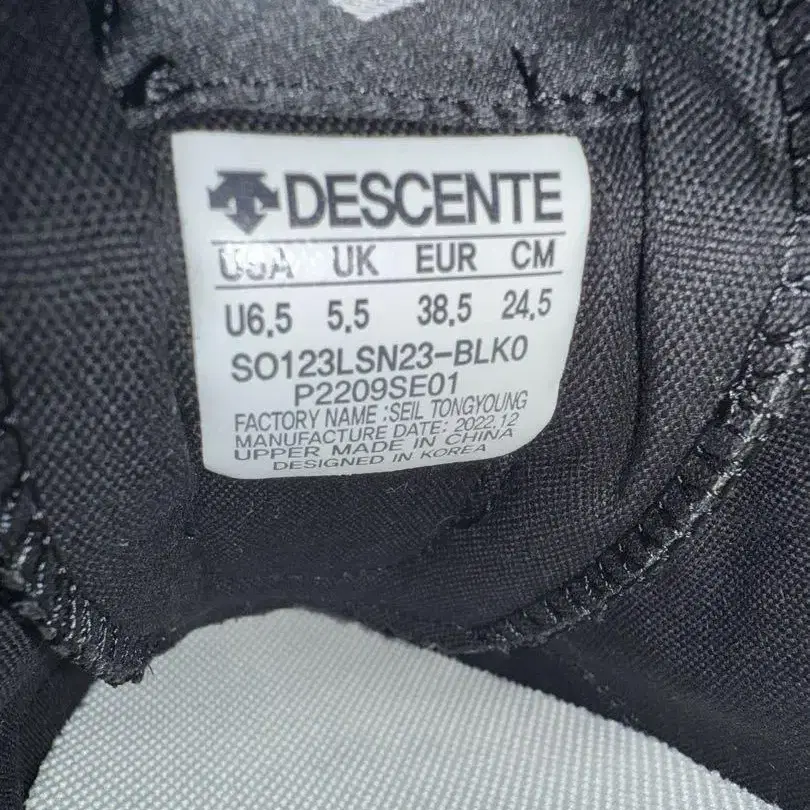 DESCENTE
USA UK EUR CM
U6.5 5.5 38.5 24.5
SO123LSN23-BLK0
P2209SE01
FACTORY NAME :SEIL TONGYOUNG
MANUFACTURE DATE: 2022.12
UPPER MADE IN CHINA
DESIGNED IN KOREA